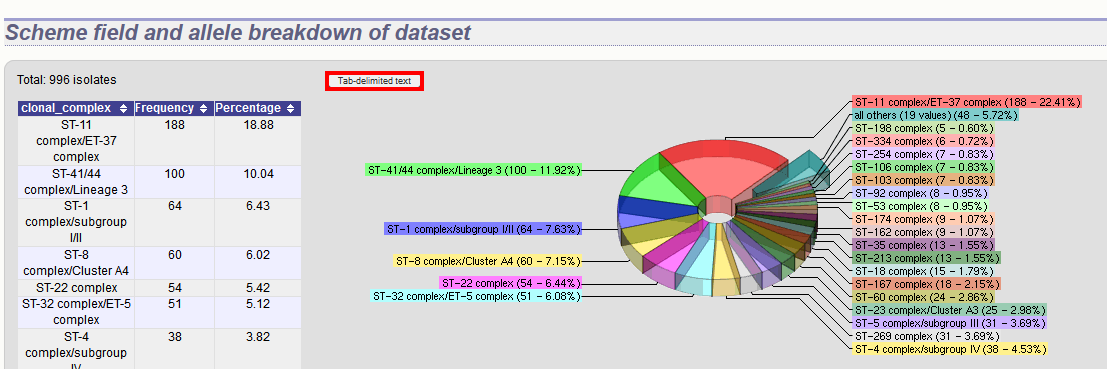 Scheme field and allele breakdown of dataset
Total: 996 isolates
Tab-delimited text
clonal_complex Frequency Percentage
ST-11 188 18.88
complex/ET-37
complex
ST-41/44 100 10.04
complex/Lineage 3
ST-1 64 6.43
complex/subgroup
I/II
ST-8 60 6.02
complex/Cluster A4
ST-22 complex 54 5.42
ST-32 complex/ET-5 51 5.12
complex
ST-4 38 3.82
complex/subgroup
IV
ST-41/44 complex/Lineage 3 (100 - 11.92%)
ST-1 complex/subgroup I/II (64 - 7.63%)
ST-8 complex/Cluster A4 (60 - 7.15%)
ST-22 complex (54 - 6.44%)
ST-32 complex/ET-5 complex (51 - 6.08%)
ST-11 complex/ET-37 complex (188 - 22.41%)
all others (19 values) (48 - 5.72%)
ST-198 complex (5 - 0.60%)
ST-334 complex (6 - 0.72%)
ST-254 complex (7 - 0.83%)
ST-106 complex (7 - 0.83%)
ST-103 complex (7 - 0.83%)
ST-92 complex (8 - 0.95%)
ST-53 complex (8 - 0.95%)
ST-174 complex (9 - 1.07%)
ST-162 complex (9 - 1.07%)
ST-35 complex (13 - 1.55%)
ST-213 complex (13 - 1.55%)
ST-18 complex (15 - 1.79%)
ST-167 complex (18 - 2.15%)
ST-60 complex (24 - 2.86%)
ST-23 complex/Cluster A3 (25 - 2.98%)
ST-5 complex/subgroup III (31 - 3.69%)
ST-269 complex (31 - 3.69%)
ST-4 complex/subgroup IV (38 - 4.53%)